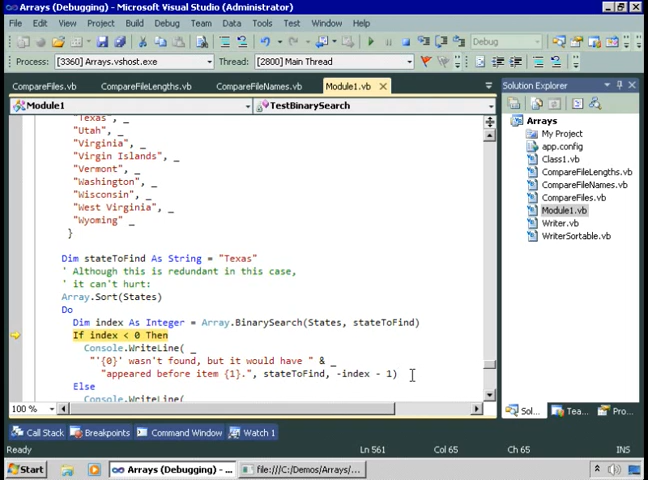 Arrays (Debugging) - Microsoft Visual Studio (Administrator)
File Edit View Project Build Debug Team Data Tools Test Window Help
Debug
Process: [3360] Arrays.vshost.exe Thread: [2800] Main Thread
CompareFiles.vb CompareFileLengths.vb CompareFileNames.vb Module1.vb
Module1 TestBinarySearch
"Texas", _
"Utah", _
"Virginia", _
"Virgin Islands", _
"Vermont", _
"Washington", _
"Wisconsin", _
"West Virginia", _
"Wyoming" _
}
Dim stateToFind As String = "Texas"
' Although this is redundant in this case,
' it can't hurt:
Array.Sort(States)
Do
Dim index As Integer = Array.BinarySearch(States, stateToFind)
If index < 0 Then
Console.WriteLine( _
"'{0}' wasn't found, but it would have " & _
"appeared before item {1}.", stateToFind, -index - 1)
Else
Console.WriteLine(
100 %
Solution Explorer
Arrays
My Project
app.config
Class1.vb
CompareFileLengths.vb
CompareFileNames.vb
CompareFiles.vb
Module1.vb
Writer.vb
WriterSortable.vb
Sol... Tea... Pro...
Call Stack Breakpoints Command Window Watch 1
Ready Ln 561 Col 65 Ch 65 INS
Start Arrays (Debugging) - ... file:///C:/Demos/Arrays/...